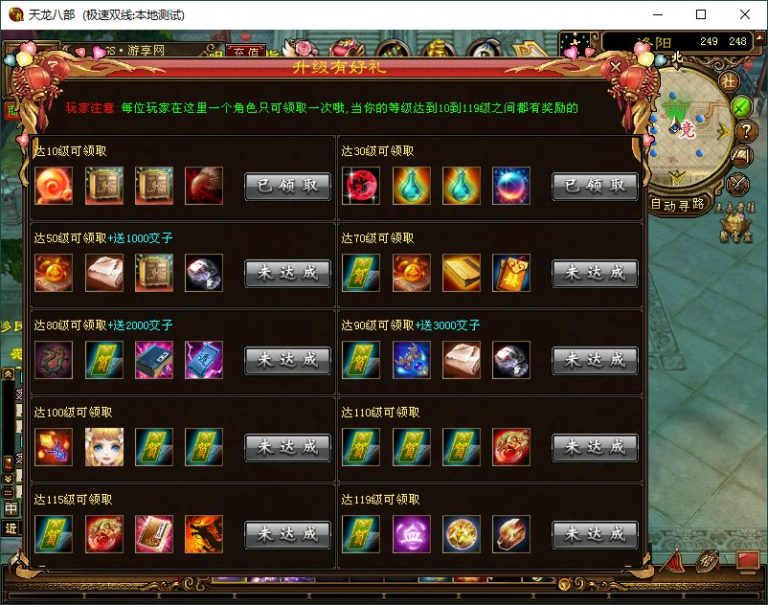 天龙八部 (极速双线:本地测试)
GS·游享网
充值
洛阳 249 248
升级有好礼
北
玩家注意:每位玩家在这里一个角色只可领取一次哦,当你的等级达到10到119级之间都有奖励的
达10级可领取
已领取
达30级可领取
已领取
自动寻路
达50级可领取+送1000交子
未达成
达70级可领取
未达成
达80级可领取+送2000交子
未达成
达90级可领取+送3000交子
未达成
达100级可领取
未达成
达110级可领取
未达成
达115级可领取
未达成
达119级可领取
未达成
近